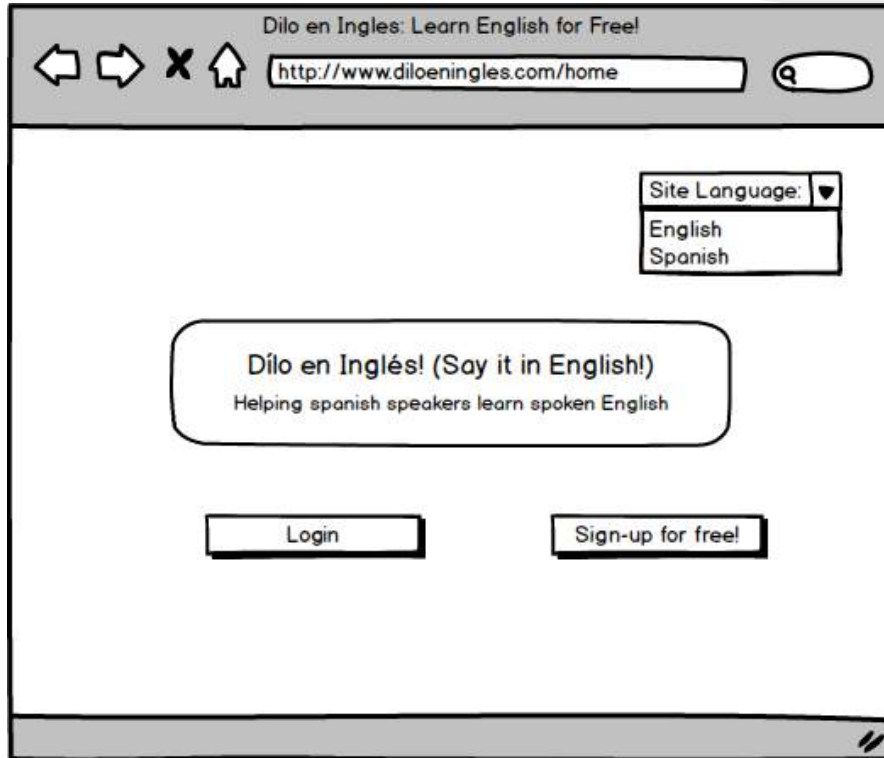 Dilo en Ingles: Learn English for Free!
http://www.diloeningles.com/home
Site Language:
English
Spanish
Dílo en Inglés! (Say it in English!)
Helping spanish speakers learn spoken English
Login
Sign-up for free!